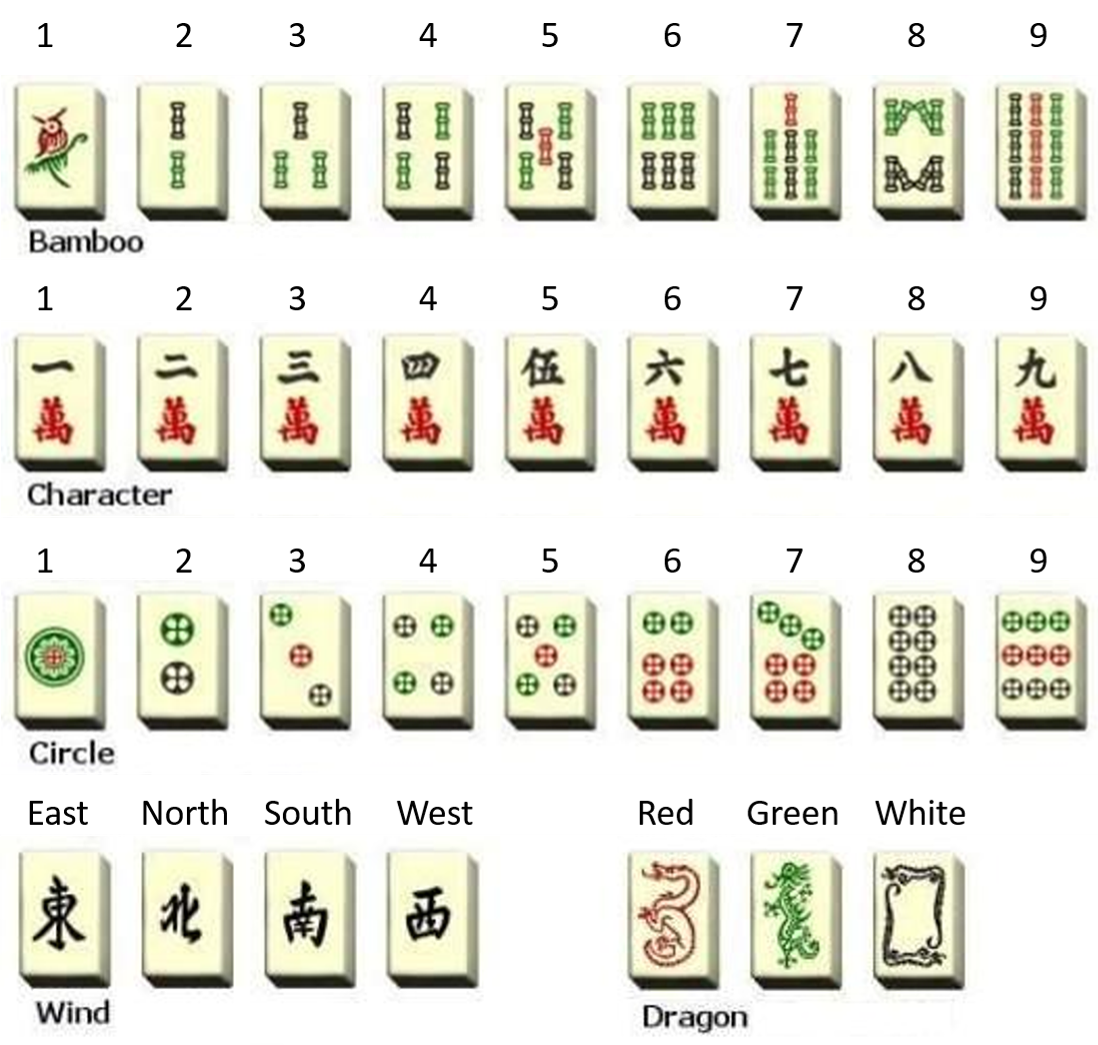 1 2 3 4 5 6 7 8 9
Bamboo
1 2 3 4 5 6 7 8 9
一 二 三 四 伍 六 七 八 九
萬 萬 萬 萬 萬 萬 萬 萬 萬
Character
1 2 3 4 5 6 7 8 9
Circle
East North South West Red Green White
東 北 南 西
Wind Dragon